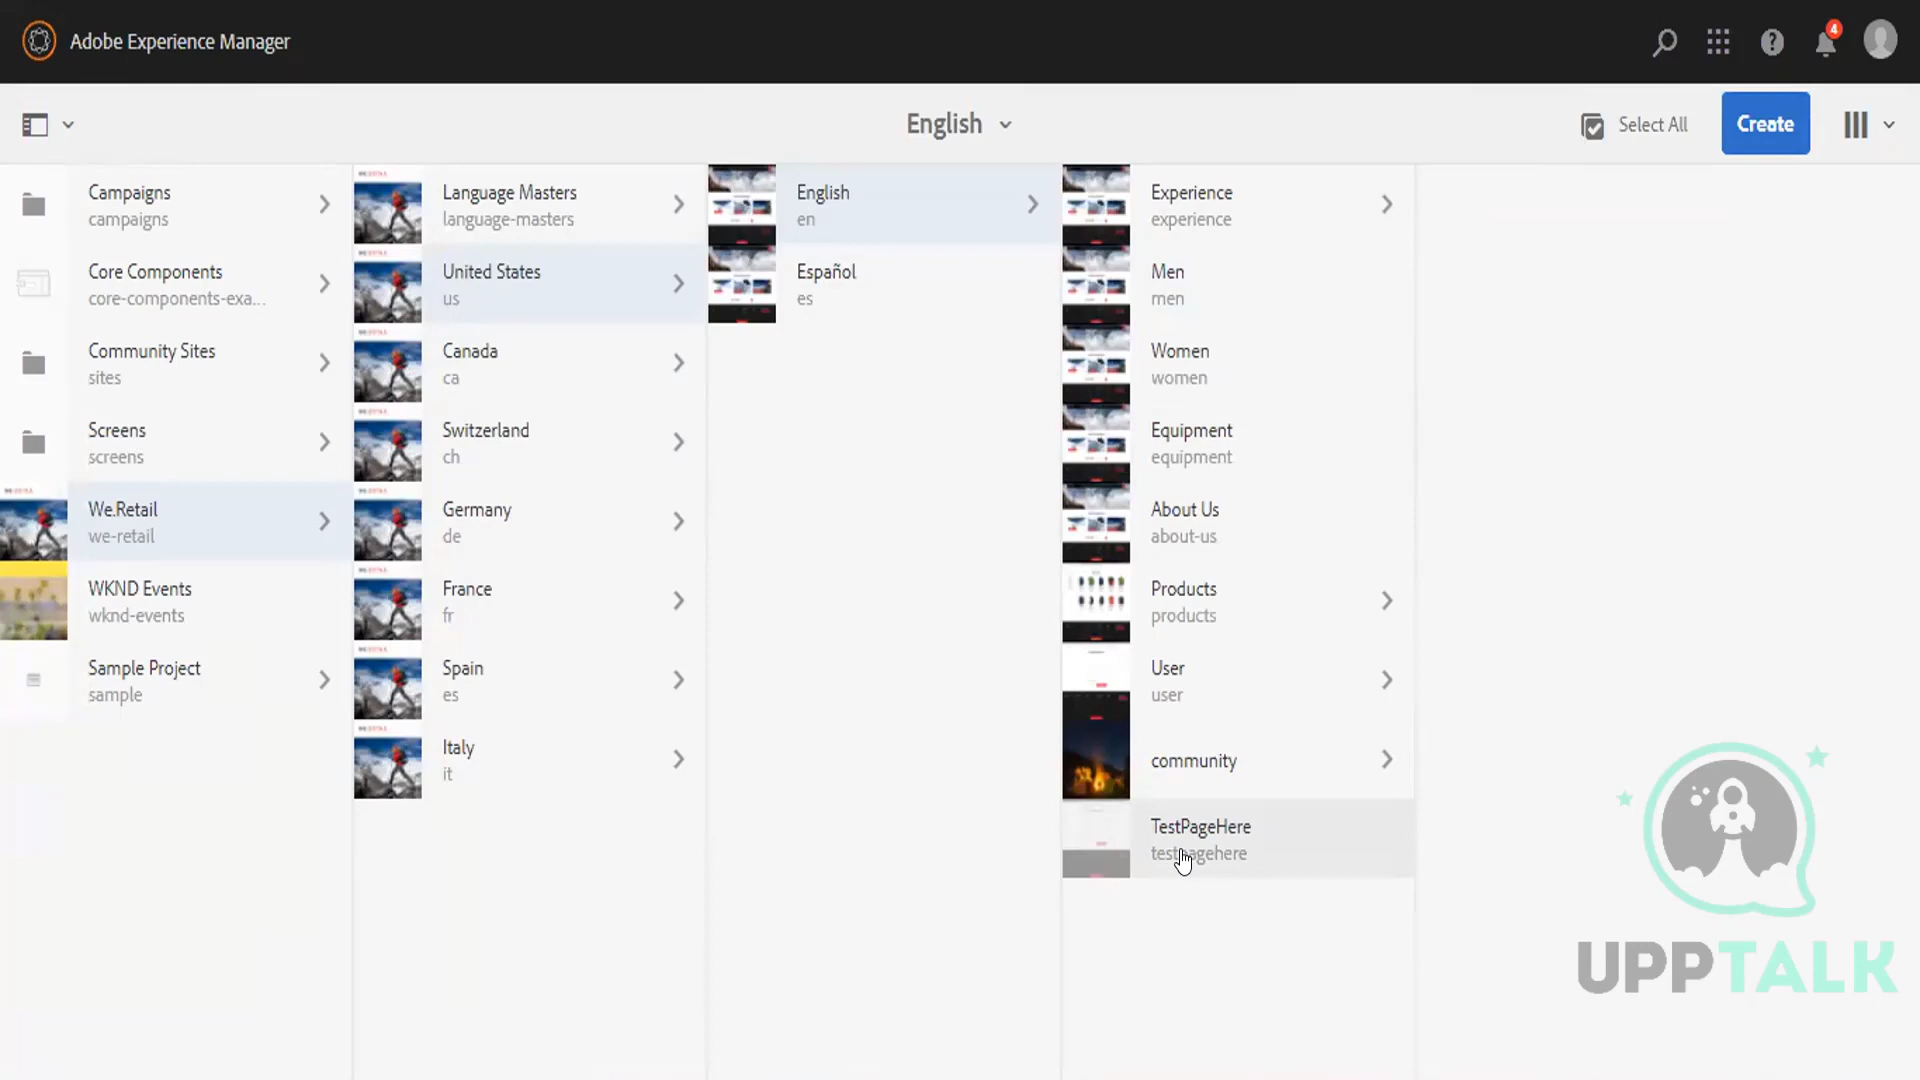 Adobe Experience Manager
4
English
Select All
Create
Campaigns
campaigns
Core Components
core-components-exa...
Community Sites
sites
Screens
screens
We.Retail
we-retail
WKND Events
wknd-events
Sample Project
sample
Language Masters
language-masters
United States
us
Canada
ca
Switzerland
ch
Germany
de
France
fr
Spain
es
Italy
it
English
en
Español
es
Experience
experience
Men
men
Women
women
Equipment
equipment
About Us
about-us
Products
products
User
user
community
TestPageHere
testpagehere
UPPTALK